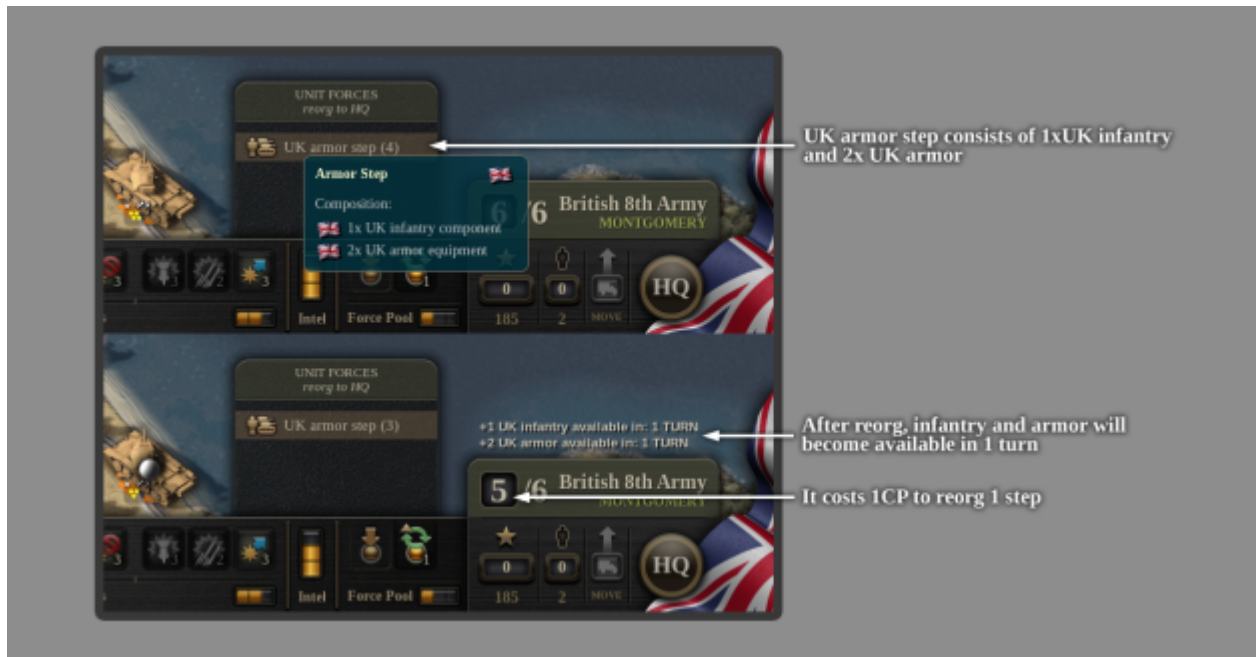 UNIT FORCES
reorg to HQ
UK armor step (4)
UK armor step consists of 1xUK infantry
and 2x UK armor
Armor Step
Composition:
1x UK infantry component
2x UK armor equipment
6/6
British 8th Army
MONTGOMERY
3
3
2
3
1
0
0
HQ
Intel
Force Pool
185
2
MOVE
UNIT FORCES
reorg to HQ
UK armor step (3)
+1 UK infantry available in: 1 TURN
+2 UK armor available in: 1 TURN
After reorg, infantry and armor will
become available in 1 turn
5/6
British 8th Army
MONTGOMERY
It costs 1CP to reorg 1 step
3
3
2
3
1
0
0
HQ
Intel
Force Pool
185
2
MOVE